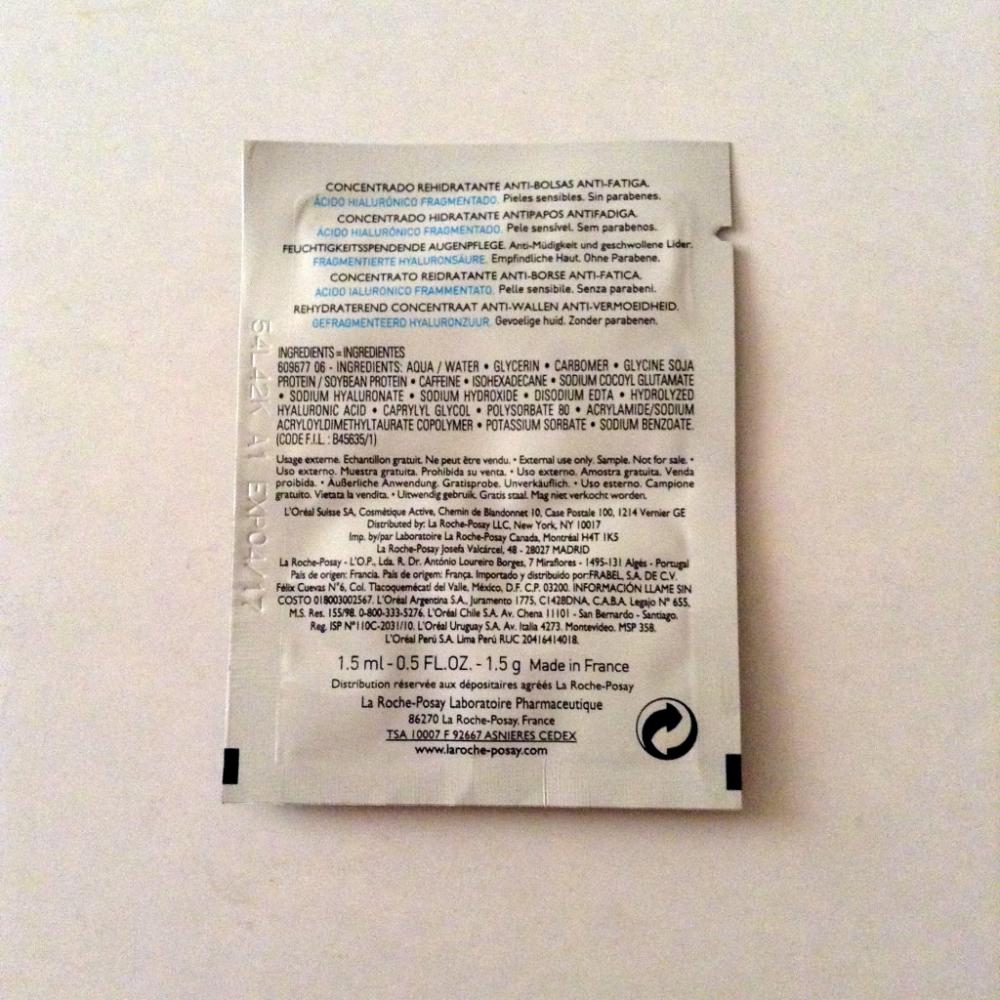 CONCENTRADO REHIDRATANTE ANTI-BOLSAS ANTI-FATIGA.
ÁCIDO HIALURÓNICO FRAGMENTADO. Pieles sensibles. Sin parabenes.
CONCENTRADO HIDRATANTE ANTIPAPOS ANTIFADIGA.
ÁCIDO HIALURÓNICO FRAGMENTADO. Pele sensível. Sem parabenos.
FEUCHTIGKEITSSPENDENDE AUGENPFLEGE. Anti-Müdigkeit und geschwollene Lider.
FRAGMENTIERTE HYALURONSÄURE. Empfindliche Haut. Ohne Parabene.
CONCENTRATO REIDRATANTE ANTI-BORSE ANTI-FATICA.
ACIDO IALURONICO FRAMMENTATO. Pelle sensibile. Senza parabeni.
REHYDRATEREND CONCENTRAAT ANTI-WALLEN ANTI-VERMOEIDHEID.
GEFRAGMENTEERD HYALURONZUUR. Gevoelige huid. Zonder parabenen.
INGREDIENTS = INGREDIENTES
609677 06 - INGREDIENTS: AQUA / WATER • GLYCERIN • CARBOMER • GLYCINE SOJA
PROTEIN / SOYBEAN PROTEIN • CAFFEINE • ISOHEXADECANE • SODIUM COCOYL GLUTAMATE
• SODIUM HYALURONATE • SODIUM HYDROXIDE • DISODIUM EDTA • HYDROLYZED
HYALURONIC ACID • CAPRYLYL GLYCOL • POLYSORBATE 80 • ACRYLAMIDE/SODIUM
ACRYLOYLDIMETHYLTAURATE COPOLYMER • POTASSIUM SORBATE • SODIUM BENZOATE.
(CODE F.I.L. : B45635/1)
Usage externe. Echantillon gratuit. Ne peut être vendu. • External use only. Sample. Not for sale. •
Uso externo. Muestra gratuita. Prohibida su venta. • Uso externo. Amostra gratuita. Venda
proibida. • Äußerliche Anwendung. Gratisprobe. Unverkäuflich. • Uso esterno. Campione
gratuito. Vietata la vendita. • Uitwendig gebruik. Gratis staal. Mag niet verkocht worden.
L'Oréal Suisse SA, Cosmétique Active, Chemin de Blandonnet 10, Case Postale 100, 1214 Vernier GE
Distributed by: La Roche-Posay LLC, New York, NY 10017
Imp. by/par Laboratoire La Roche-Posay Canada, Montréal H4T 1K5
La Roche-Posay Josefa Valcárcel, 48 - 28027 MADRID
La Roche-Posay - L'O.P., Lda. R. Dr. António Loureiro Borges, 7 Miraflores - 1495-131 Algés - Portugal
País de origen: Francia. País de origem: França. Importado y distribuido por:FRABEL, S.A. DE C.V.
Félix Cuevas N°6, Col. Tlacoquemécatl del Valle, México, D.F. C.P. 03200. INFORMACIÓN LLAME SIN
COSTO 018003002567. L'Oréal Argentina S.A., Juramento 1775, C1428DNA, C.A.B.A. Legajo N° 655,
M.S. Res. 155/98. 0-800-333-5276. L'Oréal Chile S.A. Av. Chena 11101 - San Bernardo - Santiago.
Reg. ISP N°110C-2031/10. L'Oréal Uruguay S.A. Av. Italia 4273. Montevideo. MSP 358.
L'Oréal Perú S.A. Lima Perú RUC 20416414018.
1.5 ml - 0.5 FL.OZ. - 1.5 g Made in France
Distribution réservée aux dépositaires agréés La Roche-Posay
La Roche-Posay Laboratoire Pharmaceutique
86270 La Roche-Posay. France
TSA 10007 F 92667 ASNIERES CEDEX
www.laroche-posay.com
54L42K A1 EXP04/17